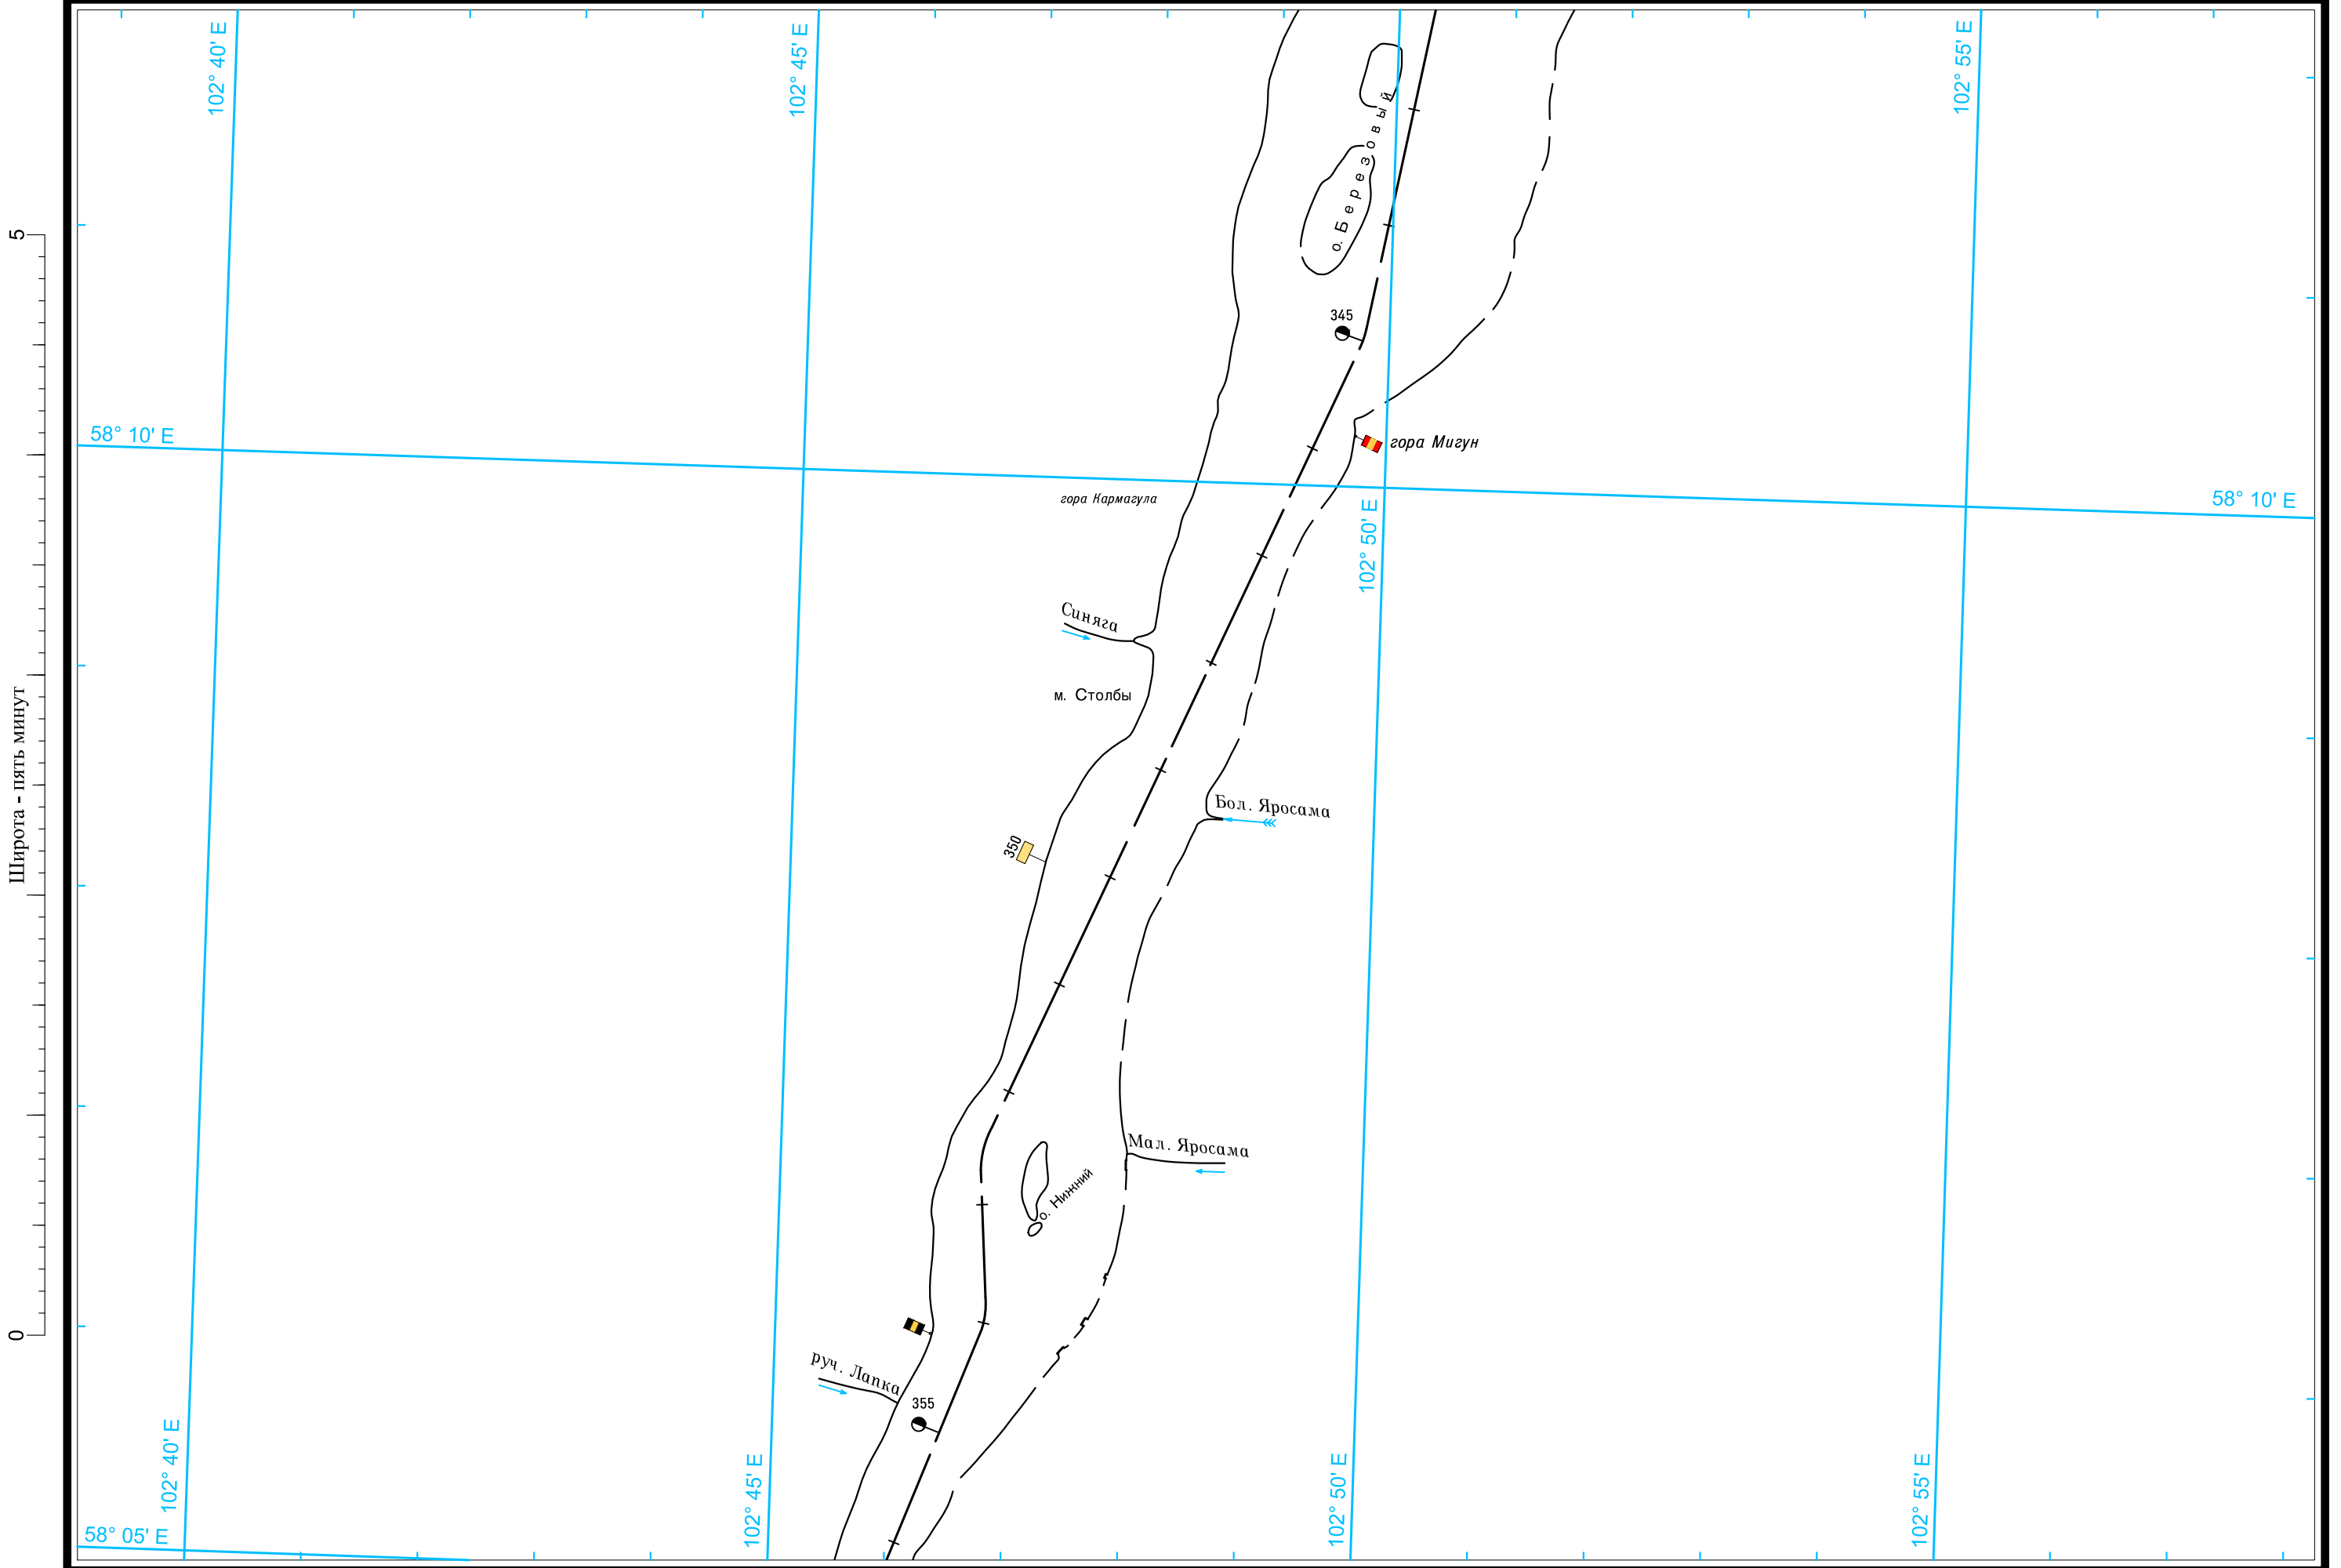 102° 40' E
102° 45' E
102° 55' E
о. Березовый
5
345
58° 10' E
гора Мигун
гора Кармагула
58° 10' E
102° 50' E
Синяга
м. Столбы
Широта - пять минут
Бол. Яросама
350
Мал. Яросама
о. Нижний
0
руч. Лапка
355
102° 40' E
102° 45' E
102° 50' E
102° 55' E
58° 05' E